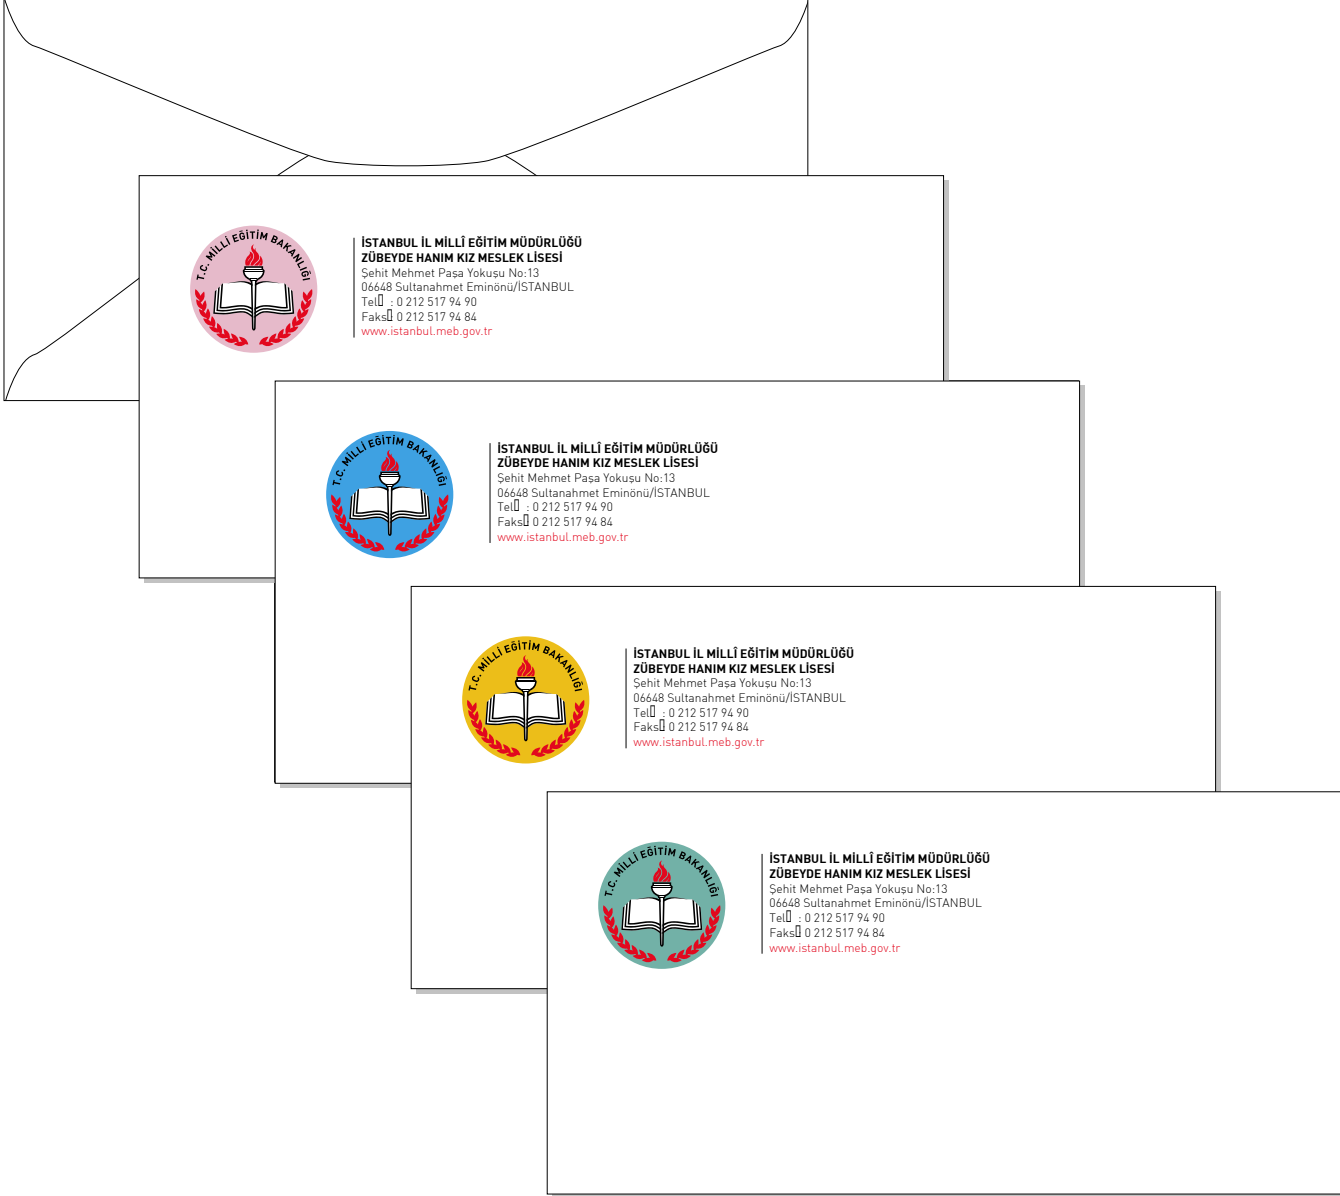 T.C. MİLLİ EĞİTİM BAKANLIĞI
İSTANBUL İL MİLLÎ EĞİTİM MÜDÜRLÜĞÜ
ZÜBEYDE HANIM KIZ MESLEK LİSESİ
Şehit Mehmet Paşa Yokuşu No:13
06648 Sultanahmet Eminönü/İSTANBUL
Tel : 0 212 517 94 90
Faks 0 212 517 94 84
www.istanbul.meb.gov.tr
T.C. MİLLİ EĞİTİM BAKANLIĞI
İSTANBUL İL MİLLÎ EĞİTİM MÜDÜRLÜĞÜ
ZÜBEYDE HANIM KIZ MESLEK LİSESİ
Şehit Mehmet Paşa Yokuşu No:13
06648 Sultanahmet Eminönü/İSTANBUL
Tel : 0 212 517 94 90
Faks 0 212 517 94 84
www.istanbul.meb.gov.tr
T.C. MİLLİ EĞİTİM BAKANLIĞI
İSTANBUL İL MİLLÎ EĞİTİM MÜDÜRLÜĞÜ
ZÜBEYDE HANIM KIZ MESLEK LİSESİ
Şehit Mehmet Paşa Yokuşu No:13
06648 Sultanahmet Eminönü/İSTANBUL
Tel : 0 212 517 94 90
Faks 0 212 517 94 84
www.istanbul.meb.gov.tr
T.C. MİLLİ EĞİTİM BAKANLIĞI
İSTANBUL İL MİLLÎ EĞİTİM MÜDÜRLÜĞÜ
ZÜBEYDE HANIM KIZ MESLEK LİSESİ
Şehit Mehmet Paşa Yokuşu No:13
06648 Sultanahmet Eminönü/İSTANBUL
Tel : 0 212 517 94 90
Faks 0 212 517 94 84
www.istanbul.meb.gov.tr